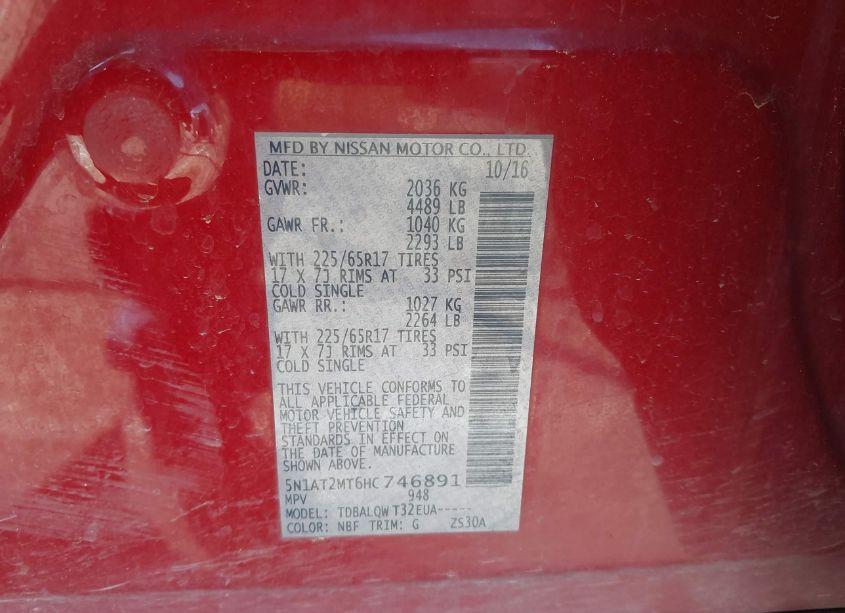 MFD BY NISSAN MOTOR CO., LTD.
DATE: 10/16
GVWR: 2036 KG
4489 LB
GAWR FR.: 1040 KG
2293 LB
WITH 225/65R17 TIRES
17 X 7J RIMS AT 33 PSI
COLD SINGLE
GAWR RR.: 1027 KG
2264 LB
WITH 225/65R17 TIRES
17 X 7J RIMS AT 33 PSI
COLD SINGLE
THIS VEHICLE CONFORMS TO
ALL APPLICABLE FEDERAL
MOTOR VEHICLE SAFETY AND
THEFT PREVENTION
STANDARDS IN EFFECT ON
THE DATE OF MANUFACTURE
SHOWN ABOVE.
5N1AT2MT6HC746891
MPV 948
MODEL: TDBALQW T32EUA-----
COLOR: NBF TRIM: G ZS30A